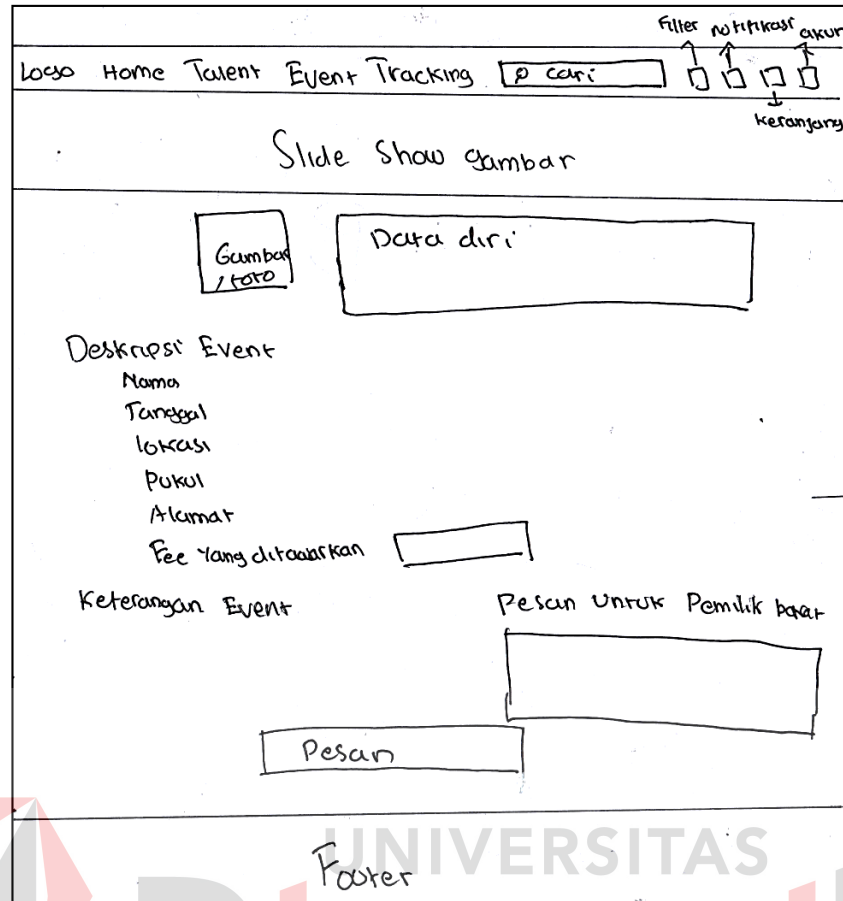 Filter notifikasi akun
Logo Home Talent Event Tracking cari
keranjang
Slide Show gambar
Gambar
/ foto
Data diri
Deskripsi Event
Nama
Tanggal
lokasi
Pukul
Alamat
Fee Yang ditawarkan
Keterangan Event
Pesan Untuk Pemilik bakat
Pesan
Footer
UNIVERSITAS